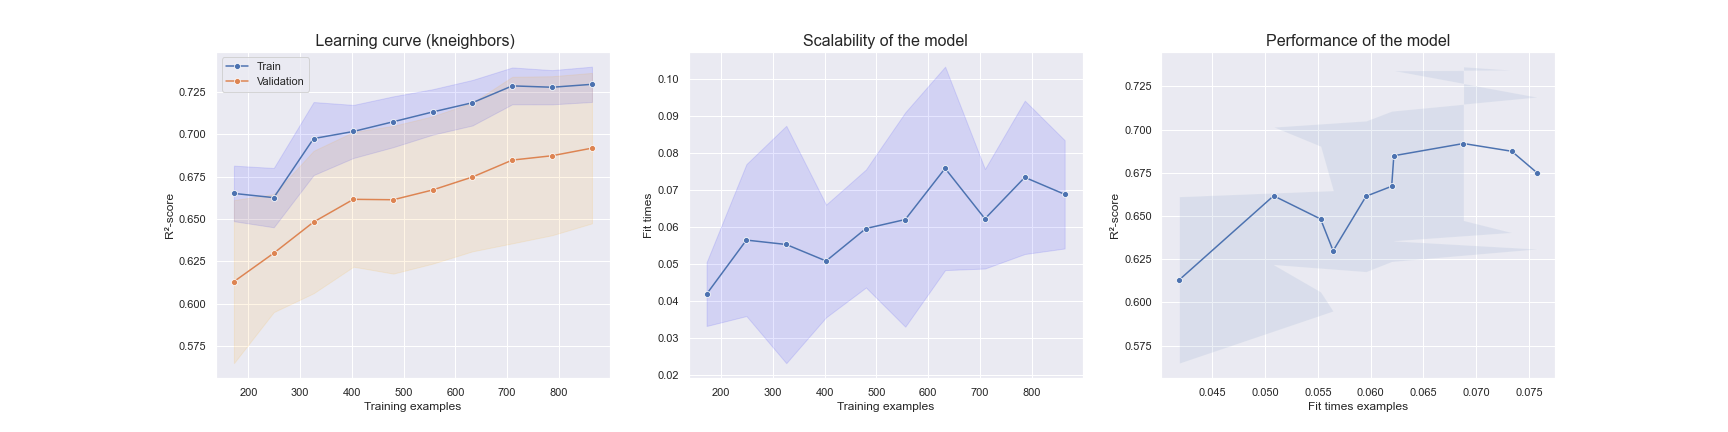 Learning curve (kneighbors)
Train
Validation
0.725
0.700
0.675
0.650
0.625
0.600
0.575
R²-score
200 300 400 500 600 700 800
Training examples
Scalability of the model
0.10
0.09
0.08
0.07
0.06
0.05
0.04
0.03
0.02
Fit times
200 300 400 500 600 700 800
Training examples
Performance of the model
0.725
0.700
0.675
0.650
0.625
0.600
0.575
R²-score
0.045 0.050 0.055 0.060 0.065 0.070 0.075
Fit times examples